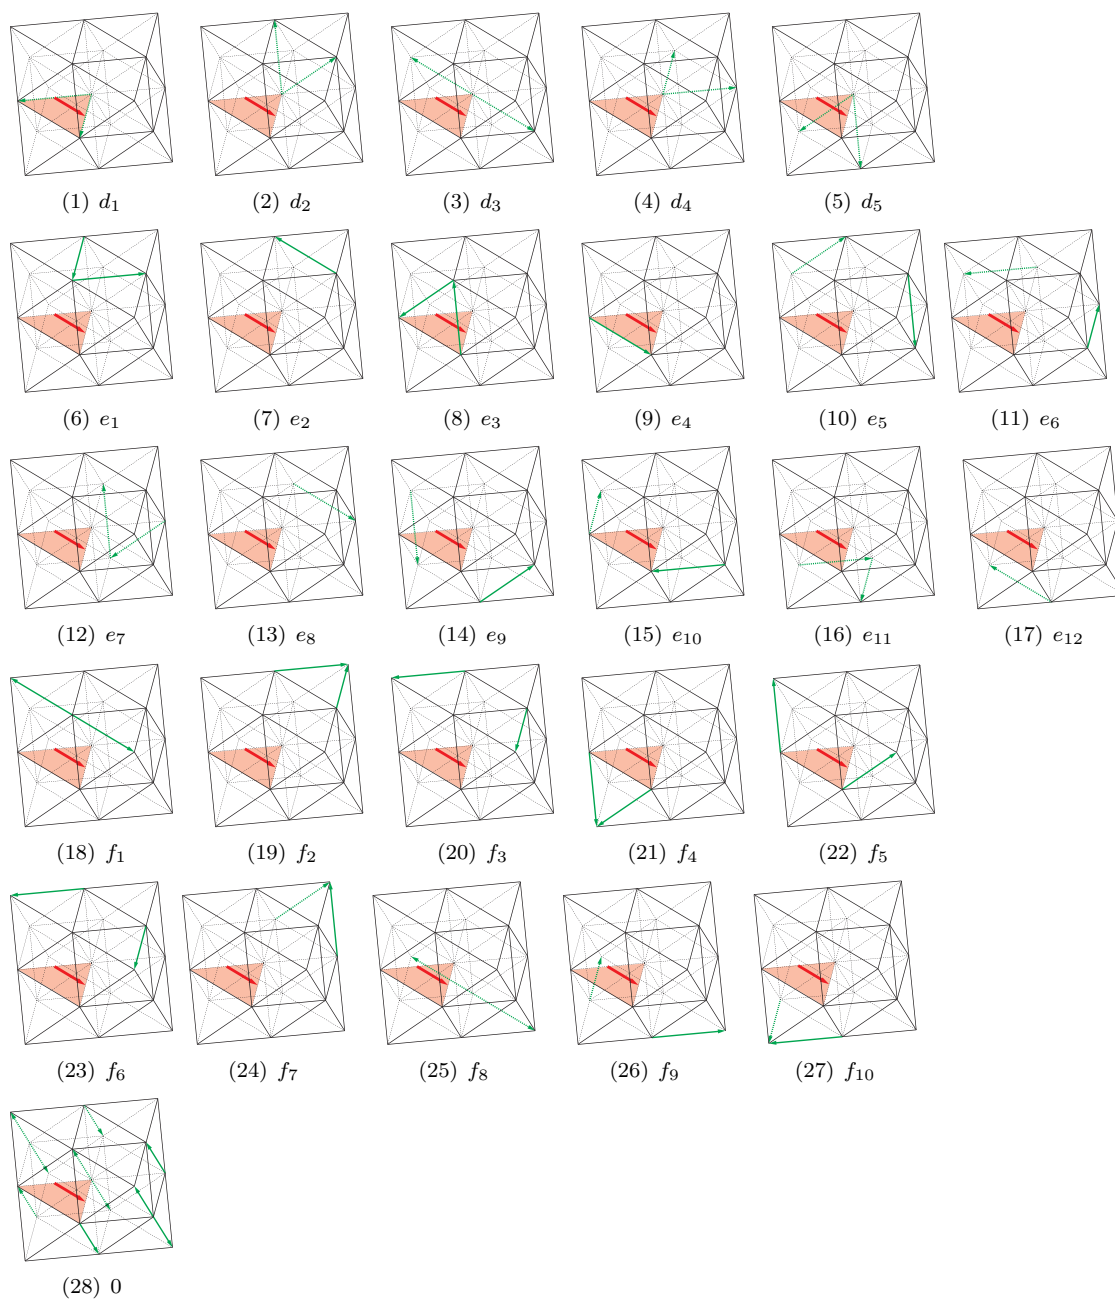 (1) d₁ (2) d₂ (3) d₃ (4) d₄ (5) d₅
(6) e₁ (7) e₂ (8) e₃ (9) e₄ (10) e₅ (11) e₆
(12) e₇ (13) e₈ (14) e₉ (15) e₁₀ (16) e₁₁ (17) e₁₂
(18) f₁ (19) f₂ (20) f₃ (21) f₄ (22) f₅
(23) f₆ (24) f₇ (25) f₈ (26) f₉ (27) f₁₀
(28) 0